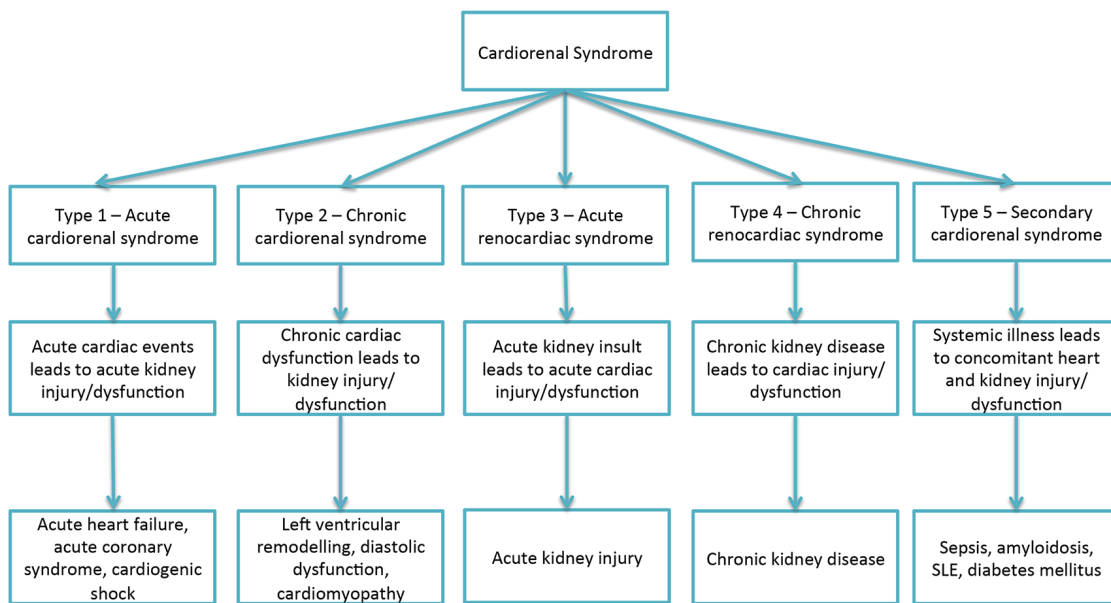 Cardiorenal Syndrome
Type 1 – Acute
cardiorenal syndrome
Type 2 – Chronic
cardiorenal syndrome
Type 3 – Acute
renocardiac syndrome
Type 4 – Chronic
renocardiac syndrome
Type 5 – Secondary
cardiorenal syndrome
Acute cardiac events
leads to acute kidney
injury/dysfunction
Chronic cardiac
dysfunction leads to
kidney injury/
dysfunction
Acute kidney insult
leads to acute cardiac
injury/dysfunction
Chronic kidney disease
leads to cardiac injury/
dysfunction
Systemic illness leads
to concomitant heart
and kidney injury/
dysfunction
Acute heart failure,
acute coronary
syndrome, cardiogenic
shock
Left ventricular
remodelling, diastolic
dysfunction,
cardiomyopathy
Acute kidney injury
Chronic kidney disease
Sepsis, amyloidosis,
SLE, diabetes mellitus